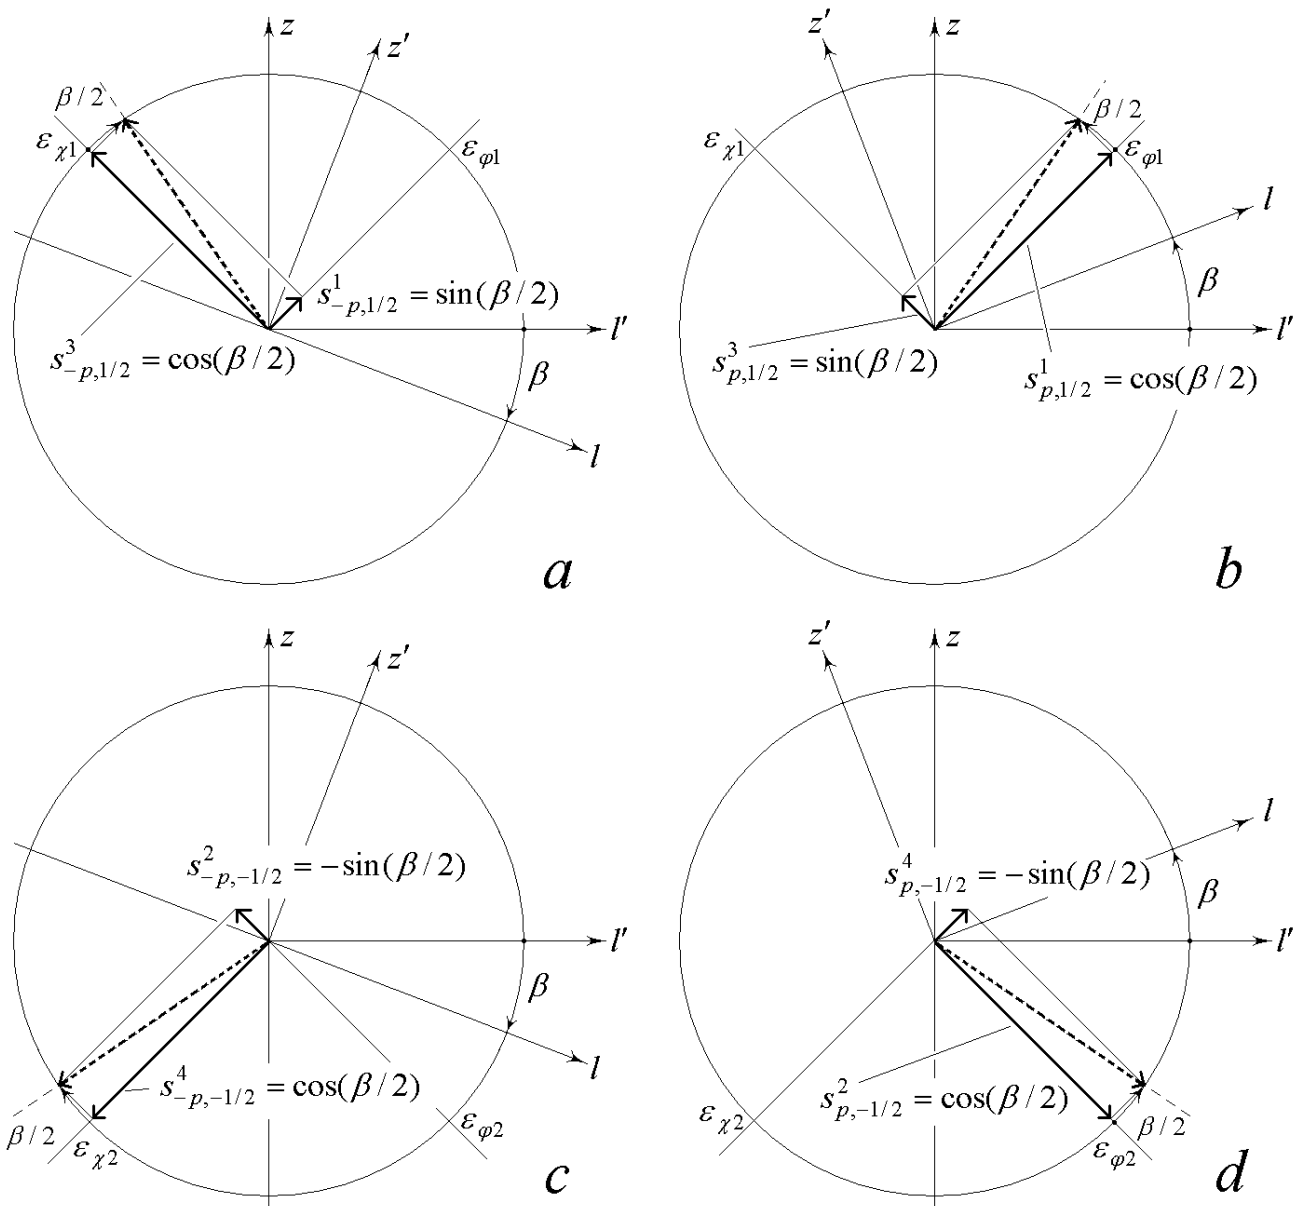 z
z′
β / 2
ε χ1
ε φ1
s¹₋ₚ,₁/₂ = sin(β / 2)
l′
s³₋ₚ,₁/₂ = cos(β / 2)
β
l
a
z′
z
β / 2
ε χ1
ε φ1
l
β
l′
s³ₚ,₁/₂ = sin(β / 2)
s¹ₚ,₁/₂ = cos(β / 2)
b
z
z′
s²₋ₚ,₋₁/₂ = −sin(β / 2)
l′
β
l
s⁴₋ₚ,₋₁/₂ = cos(β / 2)
β / 2
ε χ2
ε φ2
c
z′
z
l
s⁴ₚ,₋₁/₂ = −sin(β / 2)
β
l′
s²ₚ,₋₁/₂ = cos(β / 2)
ε χ2
β / 2
ε φ2
d